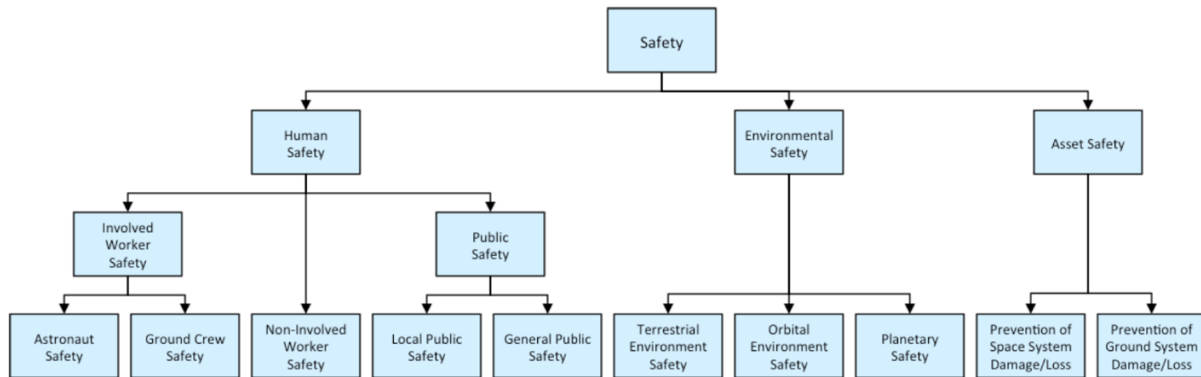 Safety
Human
Safety
Environmental
Safety
Asset Safety
Involved
Worker
Safety
Public
Safety
Astronaut
Safety
Ground Crew
Safety
Non-Involved
Worker
Safety
Local Public
Safety
General Public
Safety
Terrestrial
Environment
Safety
Orbital
Environment
Safety
Planetary
Safety
Prevention of
Space System
Damage/Loss
Prevention of
Ground System
Damage/Loss